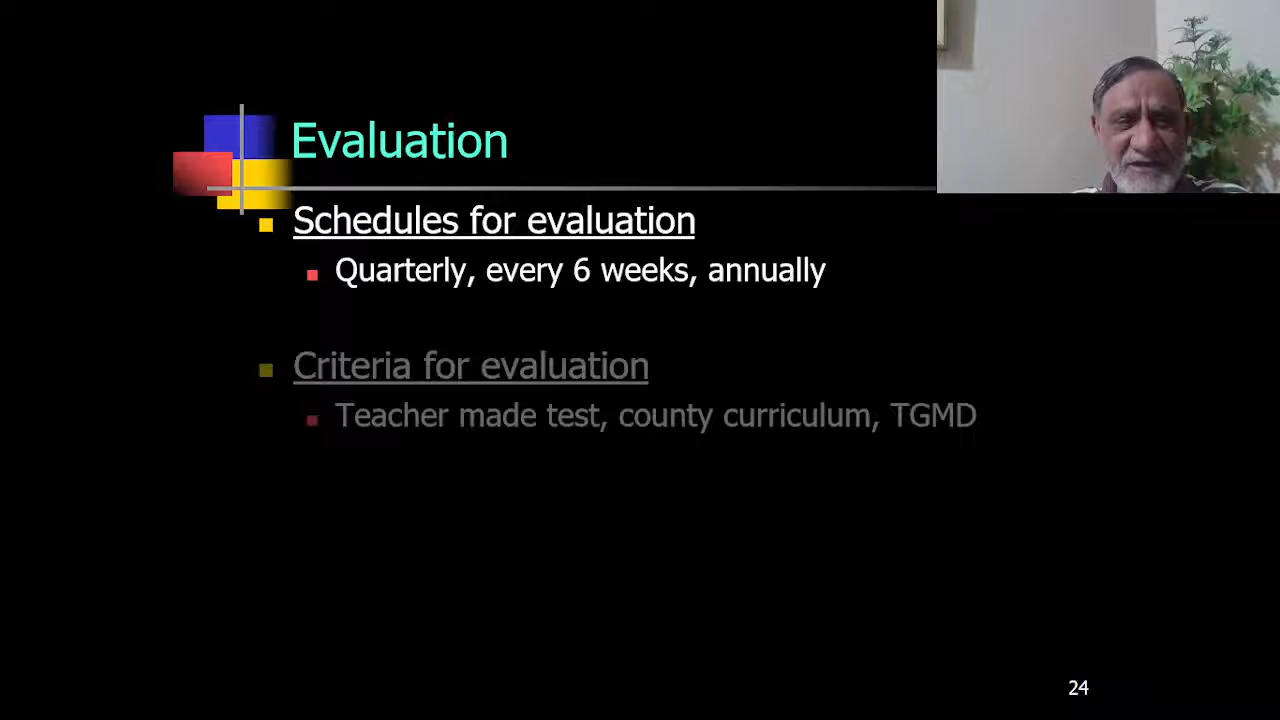 Evaluation
Schedules for evaluation
Quarterly, every 6 weeks, annually
Criteria for evaluation
Teacher made test, county curriculum, TGMD
24